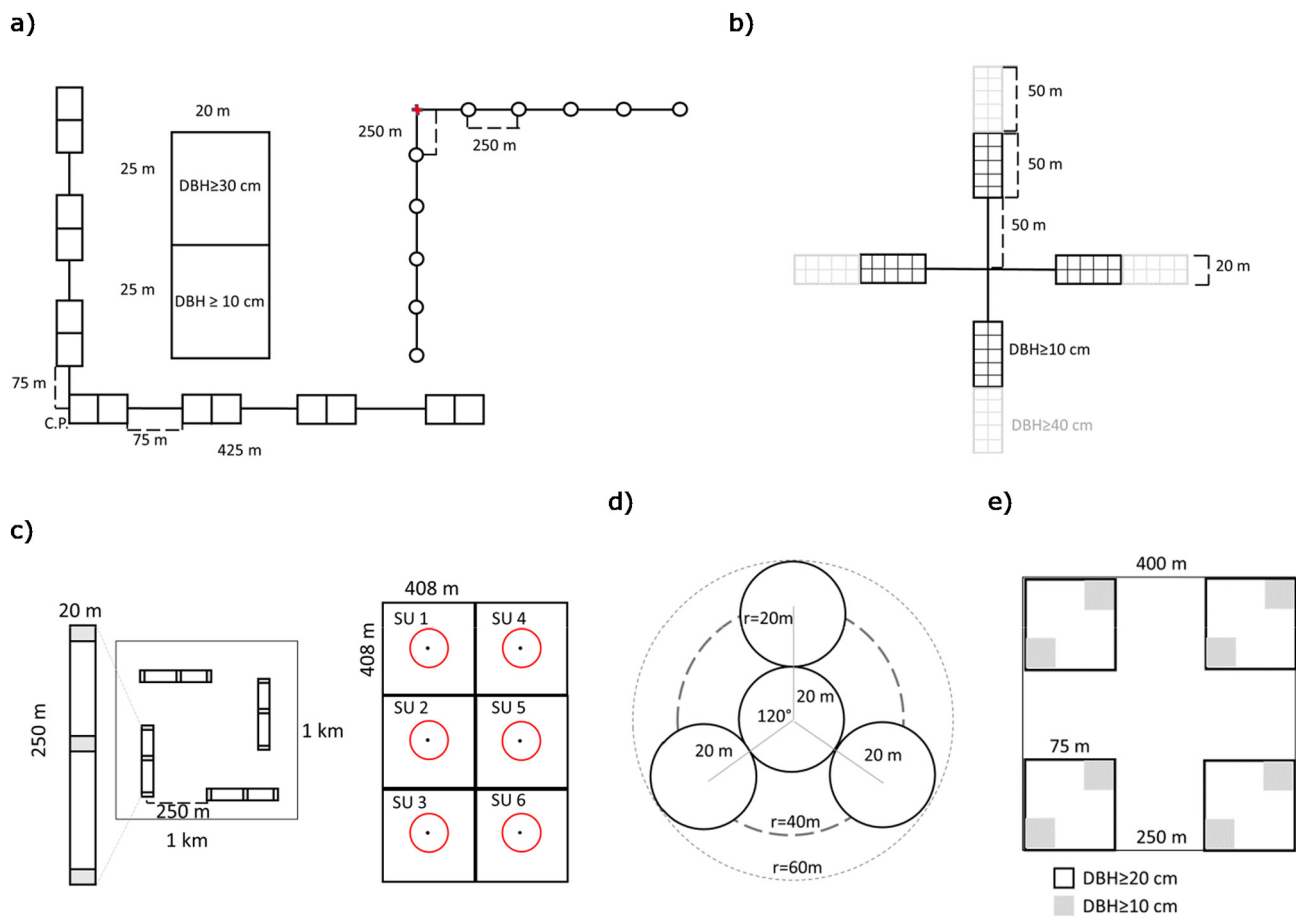 a)
20 m
25 m
DBH≥30 cm
25 m
DBH ≥ 10 cm
75 m
C.P.
75 m
425 m
250 m
250 m
b)
50 m
50 m
50 m
20 m
DBH≥10 cm
DBH≥40 cm
c)
20 m
250 m
250 m
1 km
1 km
408 m
408 m
SU 1
SU 4
SU 2
SU 5
SU 3
SU 6
d)
r=20m
20 m
120°
20 m
20 m
r=40m
r=60m
e)
400 m
75 m
250 m
DBH≥20 cm
DBH≥10 cm